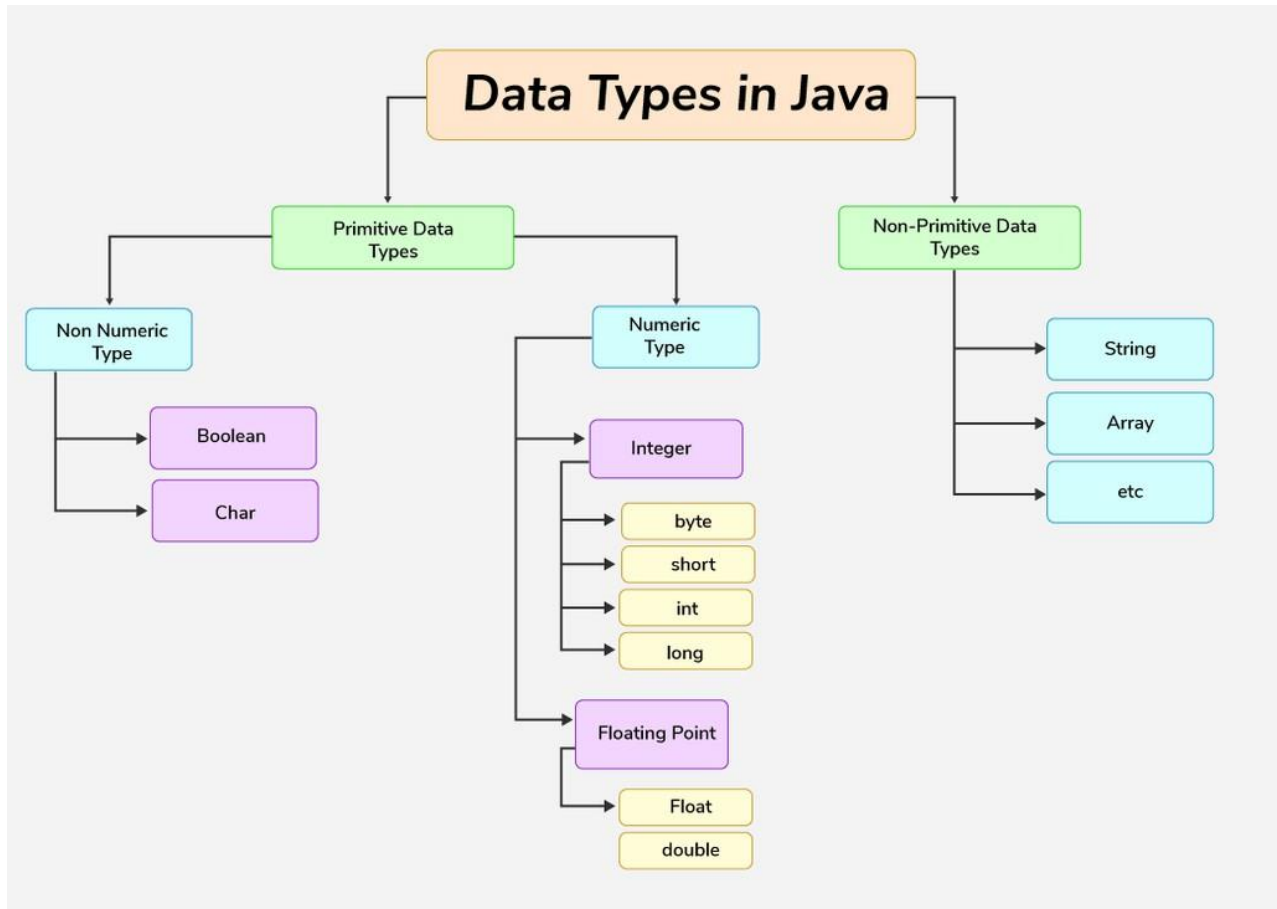 Data Types in Java
Primitive Data
Types
Non-Primitive Data
Types
Non Numeric
Type
Numeric
Type
Boolean
Char
Integer
byte
short
int
long
Floating Point
Float
double
String
Array
etc